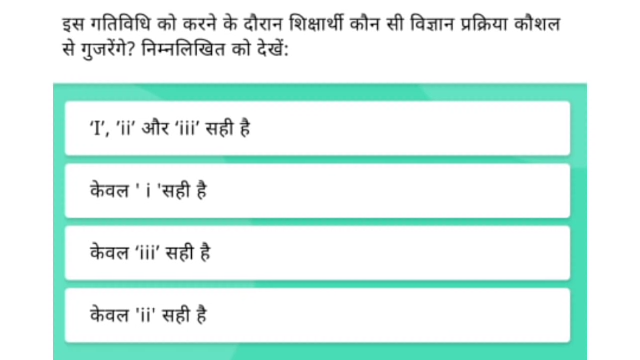 इस गतिविधि को करने के दौरान शिक्षार्थी कौन सी विज्ञान प्रक्रिया कौशल
से गुजरेंगे? निम्नलिखित को देखें:
‘I’, ‘ii’ और ‘iii’ सही है
केवल ' i 'सही है
केवल ‘iii’ सही है
केवल 'ii' सही है